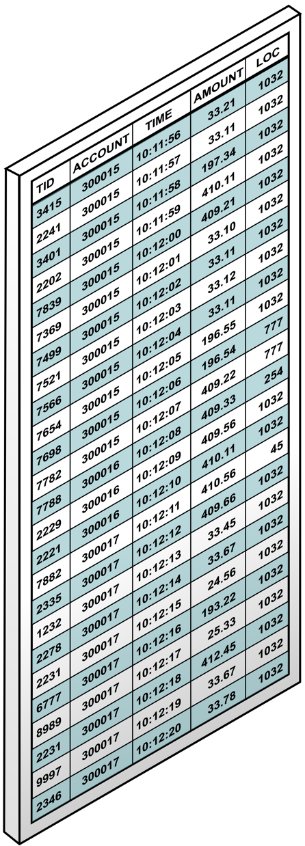 TID ACCOUNT TIME AMOUNT LOC
3415 300015 10:11:56 33.21 1032
2241 300015 10:11:57 33.11 1032
3401 300015 10:11:58 197.34 1032
2202 300015 10:11:59 410.11 1032
7839 300015 10:12:00 409.21 1032
7369 300015 10:12:01 33.10 1032
7499 300015 10:12:02 33.11 1032
7521 300015 10:12:03 33.12 1032
7566 300015 10:12:04 33.11 1032
7654 300015 10:12:05 196.55 1032
7698 300015 10:12:06 196.54 777
7782 300015 10:12:07 409.22 777
7788 300016 10:12:08 409.33 254
2229 300016 10:12:09 409.56 1032
2221 300016 10:12:10 410.11 1032
7882 300017 10:12:11 410.56 45
2335 300017 10:12:12 409.66 1032
1232 300017 10:12:13 33.45 1032
2278 300017 10:12:14 33.67 1032
2231 300017 10:12:15 24.56 1032
6777 300017 10:12:16 193.22 1032
8989 300017 10:12:17 25.33 1032
2231 300017 10:12:18 412.45 1032
9997 300017 10:12:19 33.67 1032
2346 300017 10:12:20 33.78 1032